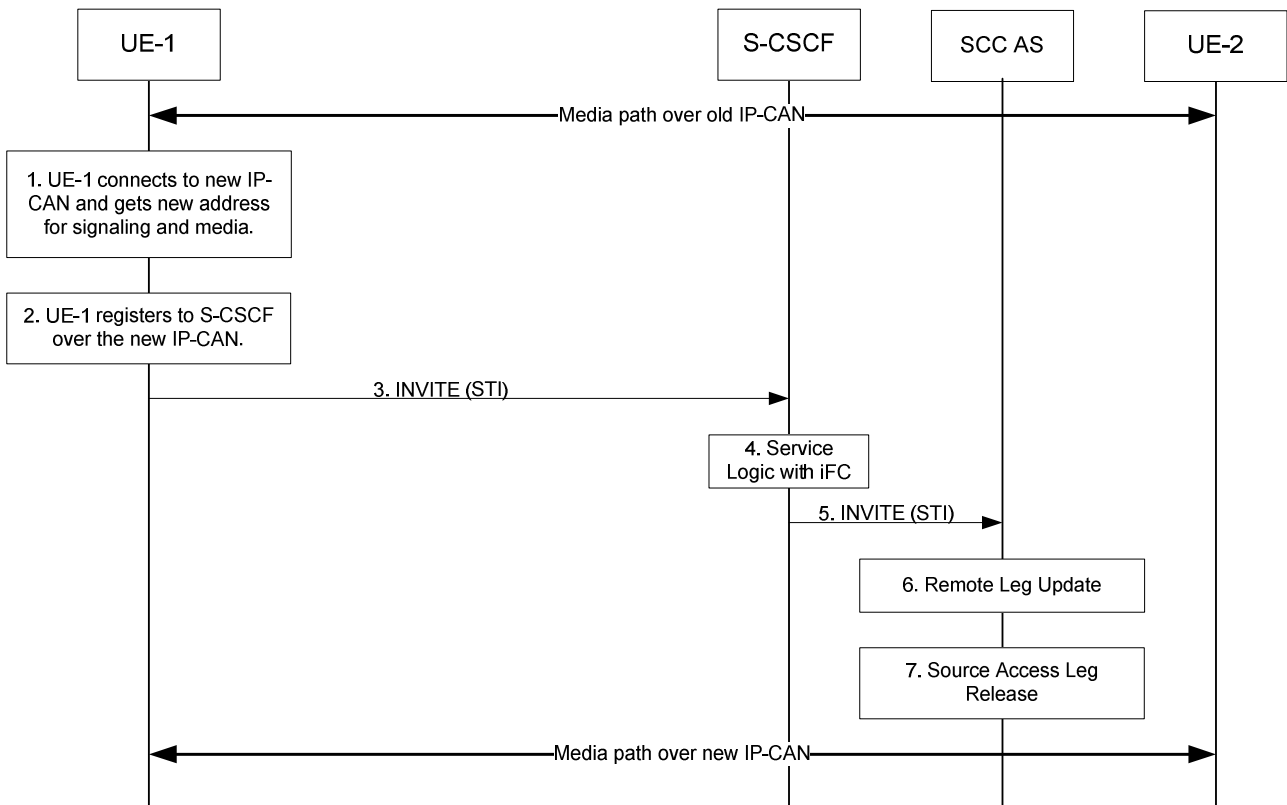 UE-1
S-CSCF
SCC AS
UE-2
Media path over old IP-CAN
1. UE-1 connects to new IP-
CAN and gets new address
for signaling and media.
2. UE-1 registers to S-CSCF
over the new IP-CAN.
3. INVITE (STI)
4. Service
Logic with iFC
5. INVITE (STI)
6. Remote Leg Update
7. Source Access Leg
Release
Media path over new IP-CAN